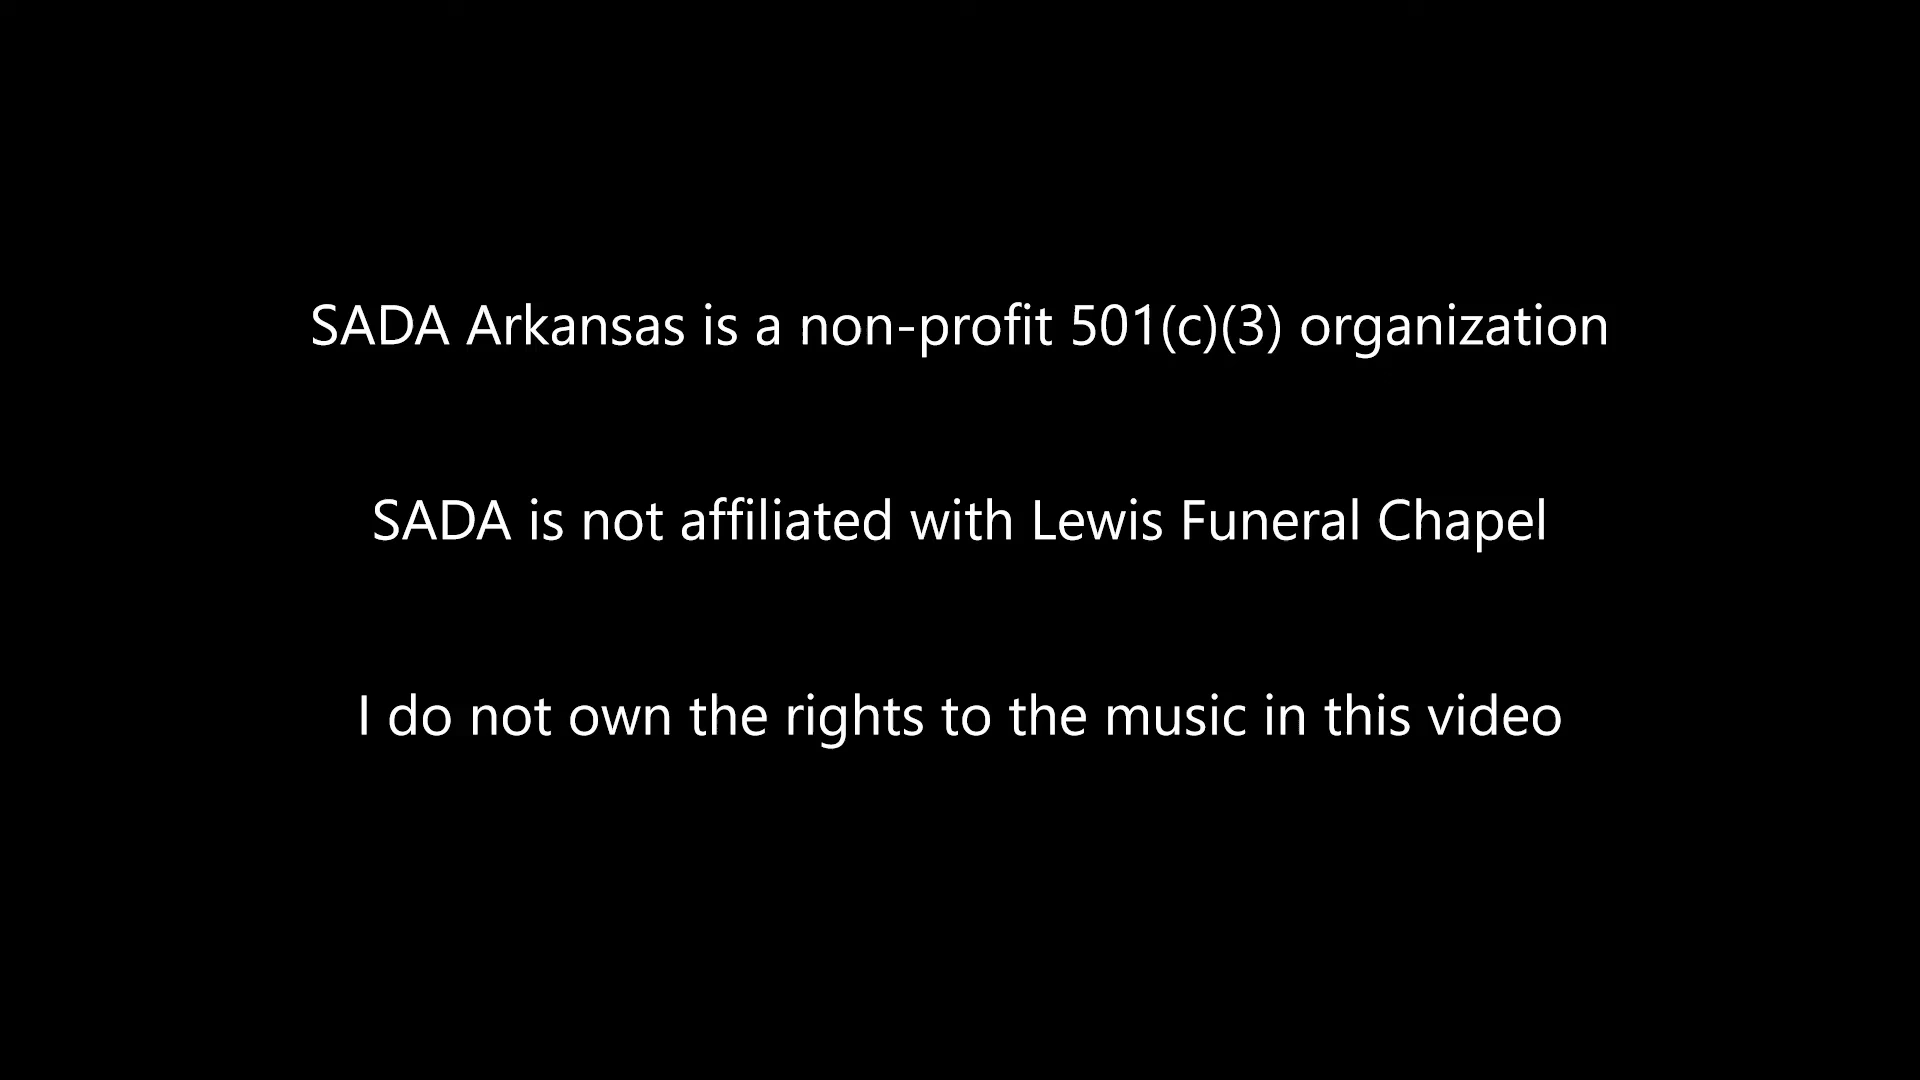 SADA Arkansas is a non-profit 501(c)(3) organization
SADA is not affiliated with Lewis Funeral Chapel
I do not own the rights to the music in this video